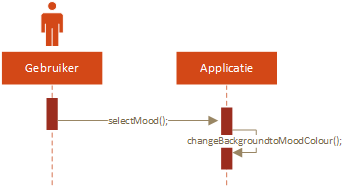 Gebruiker
Applicatie
selectMood();
changeBackgroundtoMoodColour();